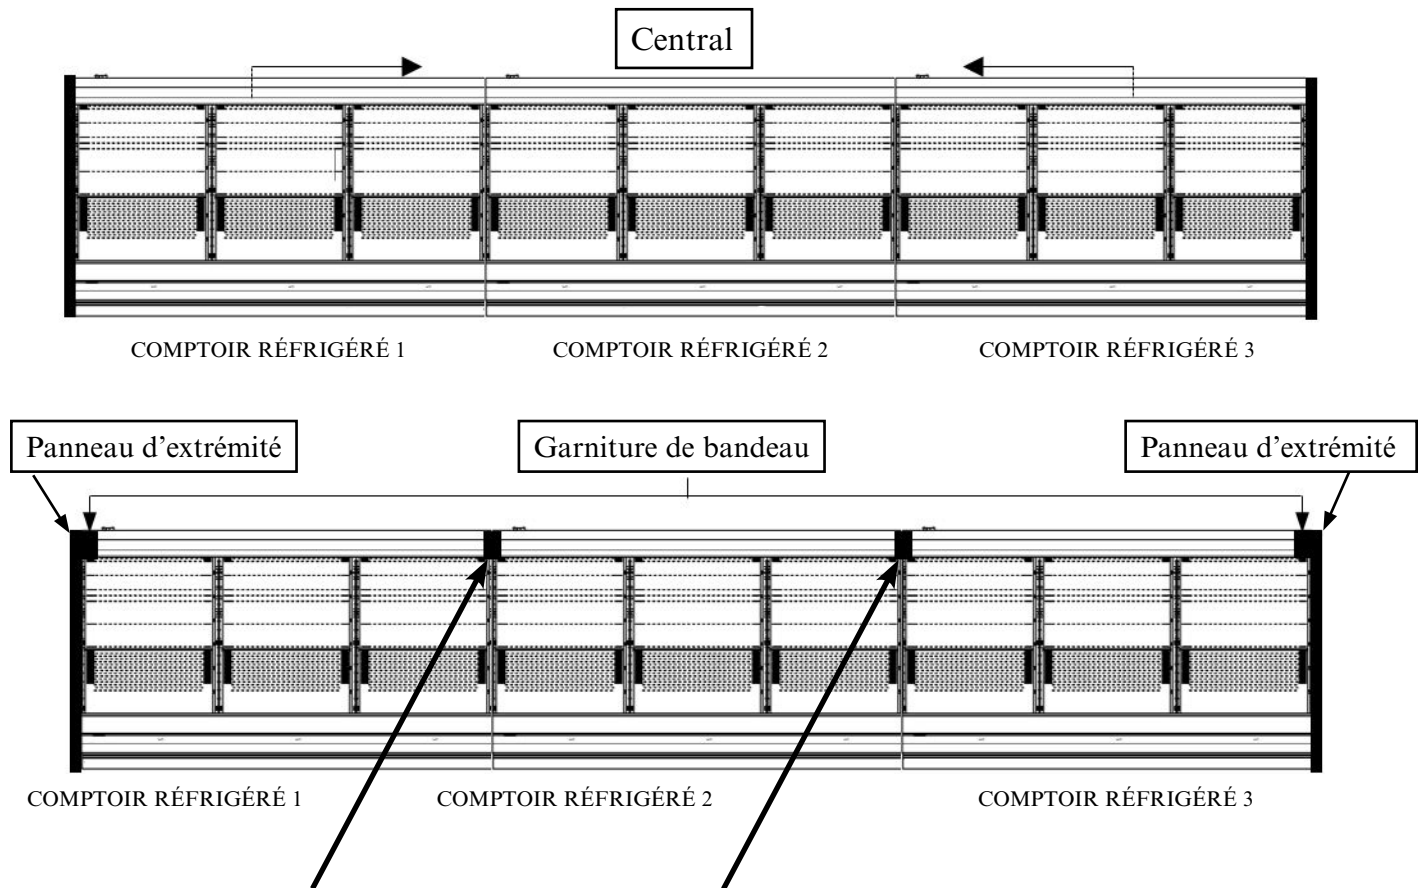 Central
COMPTOIR RÉFRIGÉRÉ 1
COMPTOIR RÉFRIGÉRÉ 2
COMPTOIR RÉFRIGÉRÉ 3
Panneau d'extrémité
Garniture de bandeau
Panneau d'extrémité
COMPTOIR RÉFRIGÉRÉ 1
COMPTOIR RÉFRIGÉRÉ 2
COMPTOIR RÉFRIGÉRÉ 3